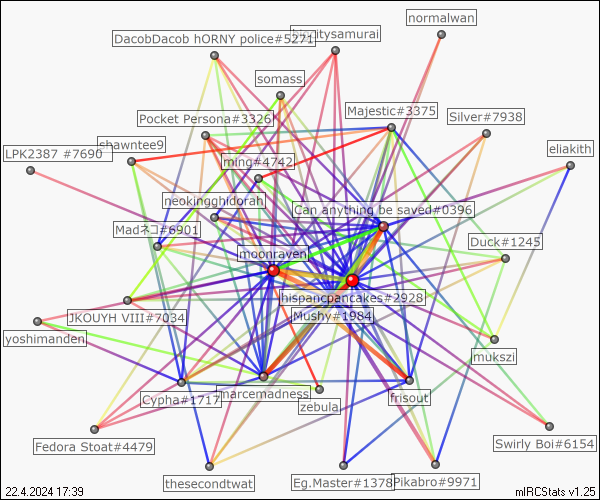 normalwan
DacobDacob hORNY police#5271
somass
Majestic#3375
Pocket Persona#3326
Silver#7938
shawntee9
eliakith
LPK2387 #7690
ming#4742
neokingghidorah
Can anything be saved#0396
Madネコ#6901
Duck#1245
moonraven
hispancpancakes#2928
JKOUYH VIII#7034
Mushy#1984
yoshimanden
mukszi
Cypha#1717
marcemadness
frisout
zebula
Fedora Stoat#4479
Swirly Boi#6154
thesecondtwat
Eg.Master#1378
Pikabro#9971
22.4.2024 17:39
mIRCStats v1.25